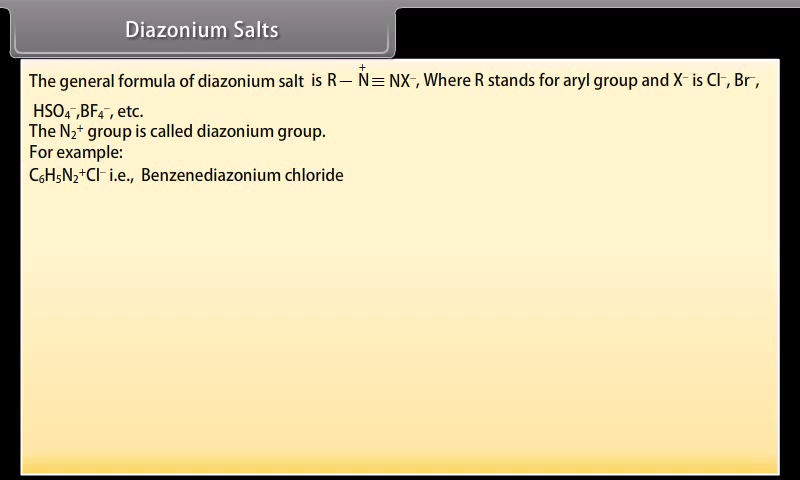 Diazonium Salts
The general formula of diazonium salt is R — N⁺ ≡ NX⁻, Where R stands for aryl group and X⁻ is Cl⁻, Br⁻,
HSO₄⁻,BF₄⁻, etc.
The N₂⁺ group is called diazonium group.
For example:
C₆H₅N₂⁺Cl⁻ i.e., Benzenediazonium chloride